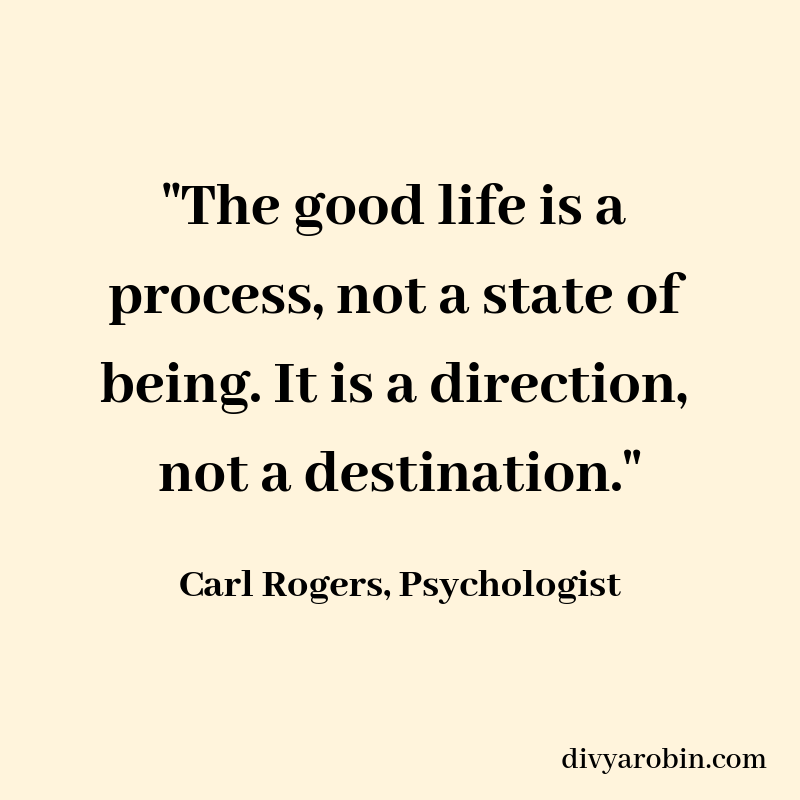 "The good life is a
process, not a state of
being. It is a direction,
not a destination."
Carl Rogers, Psychologist
divyarobin.com